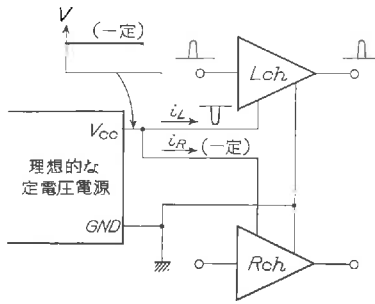 V
(一定)
Lch
iL
VCC
iR(一定)
理想的な
定電圧電源
GND
Rch